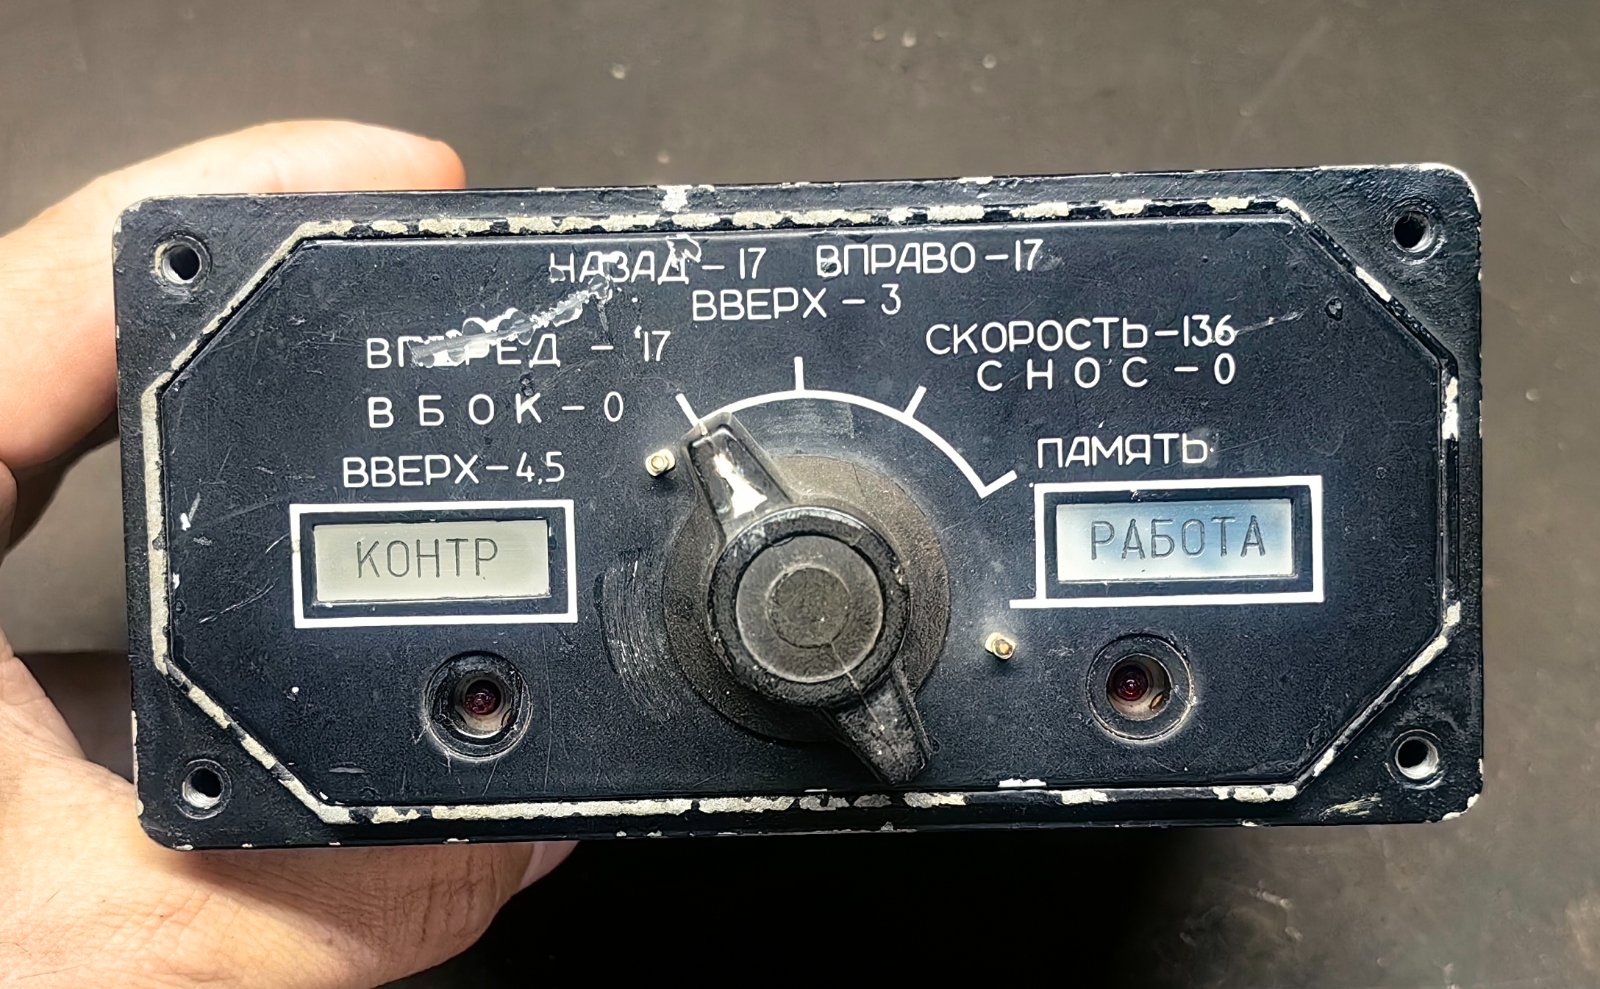 НАЗАД-17 ВПРАВО-17
ВВЕРХ-3
ВПЕРЕД-17
ВБОК-0
ВВЕРХ-4,5
СКОРОСТЬ-136
СНОС-0
ПАМЯТЬ
КОНТР
РАБОТА